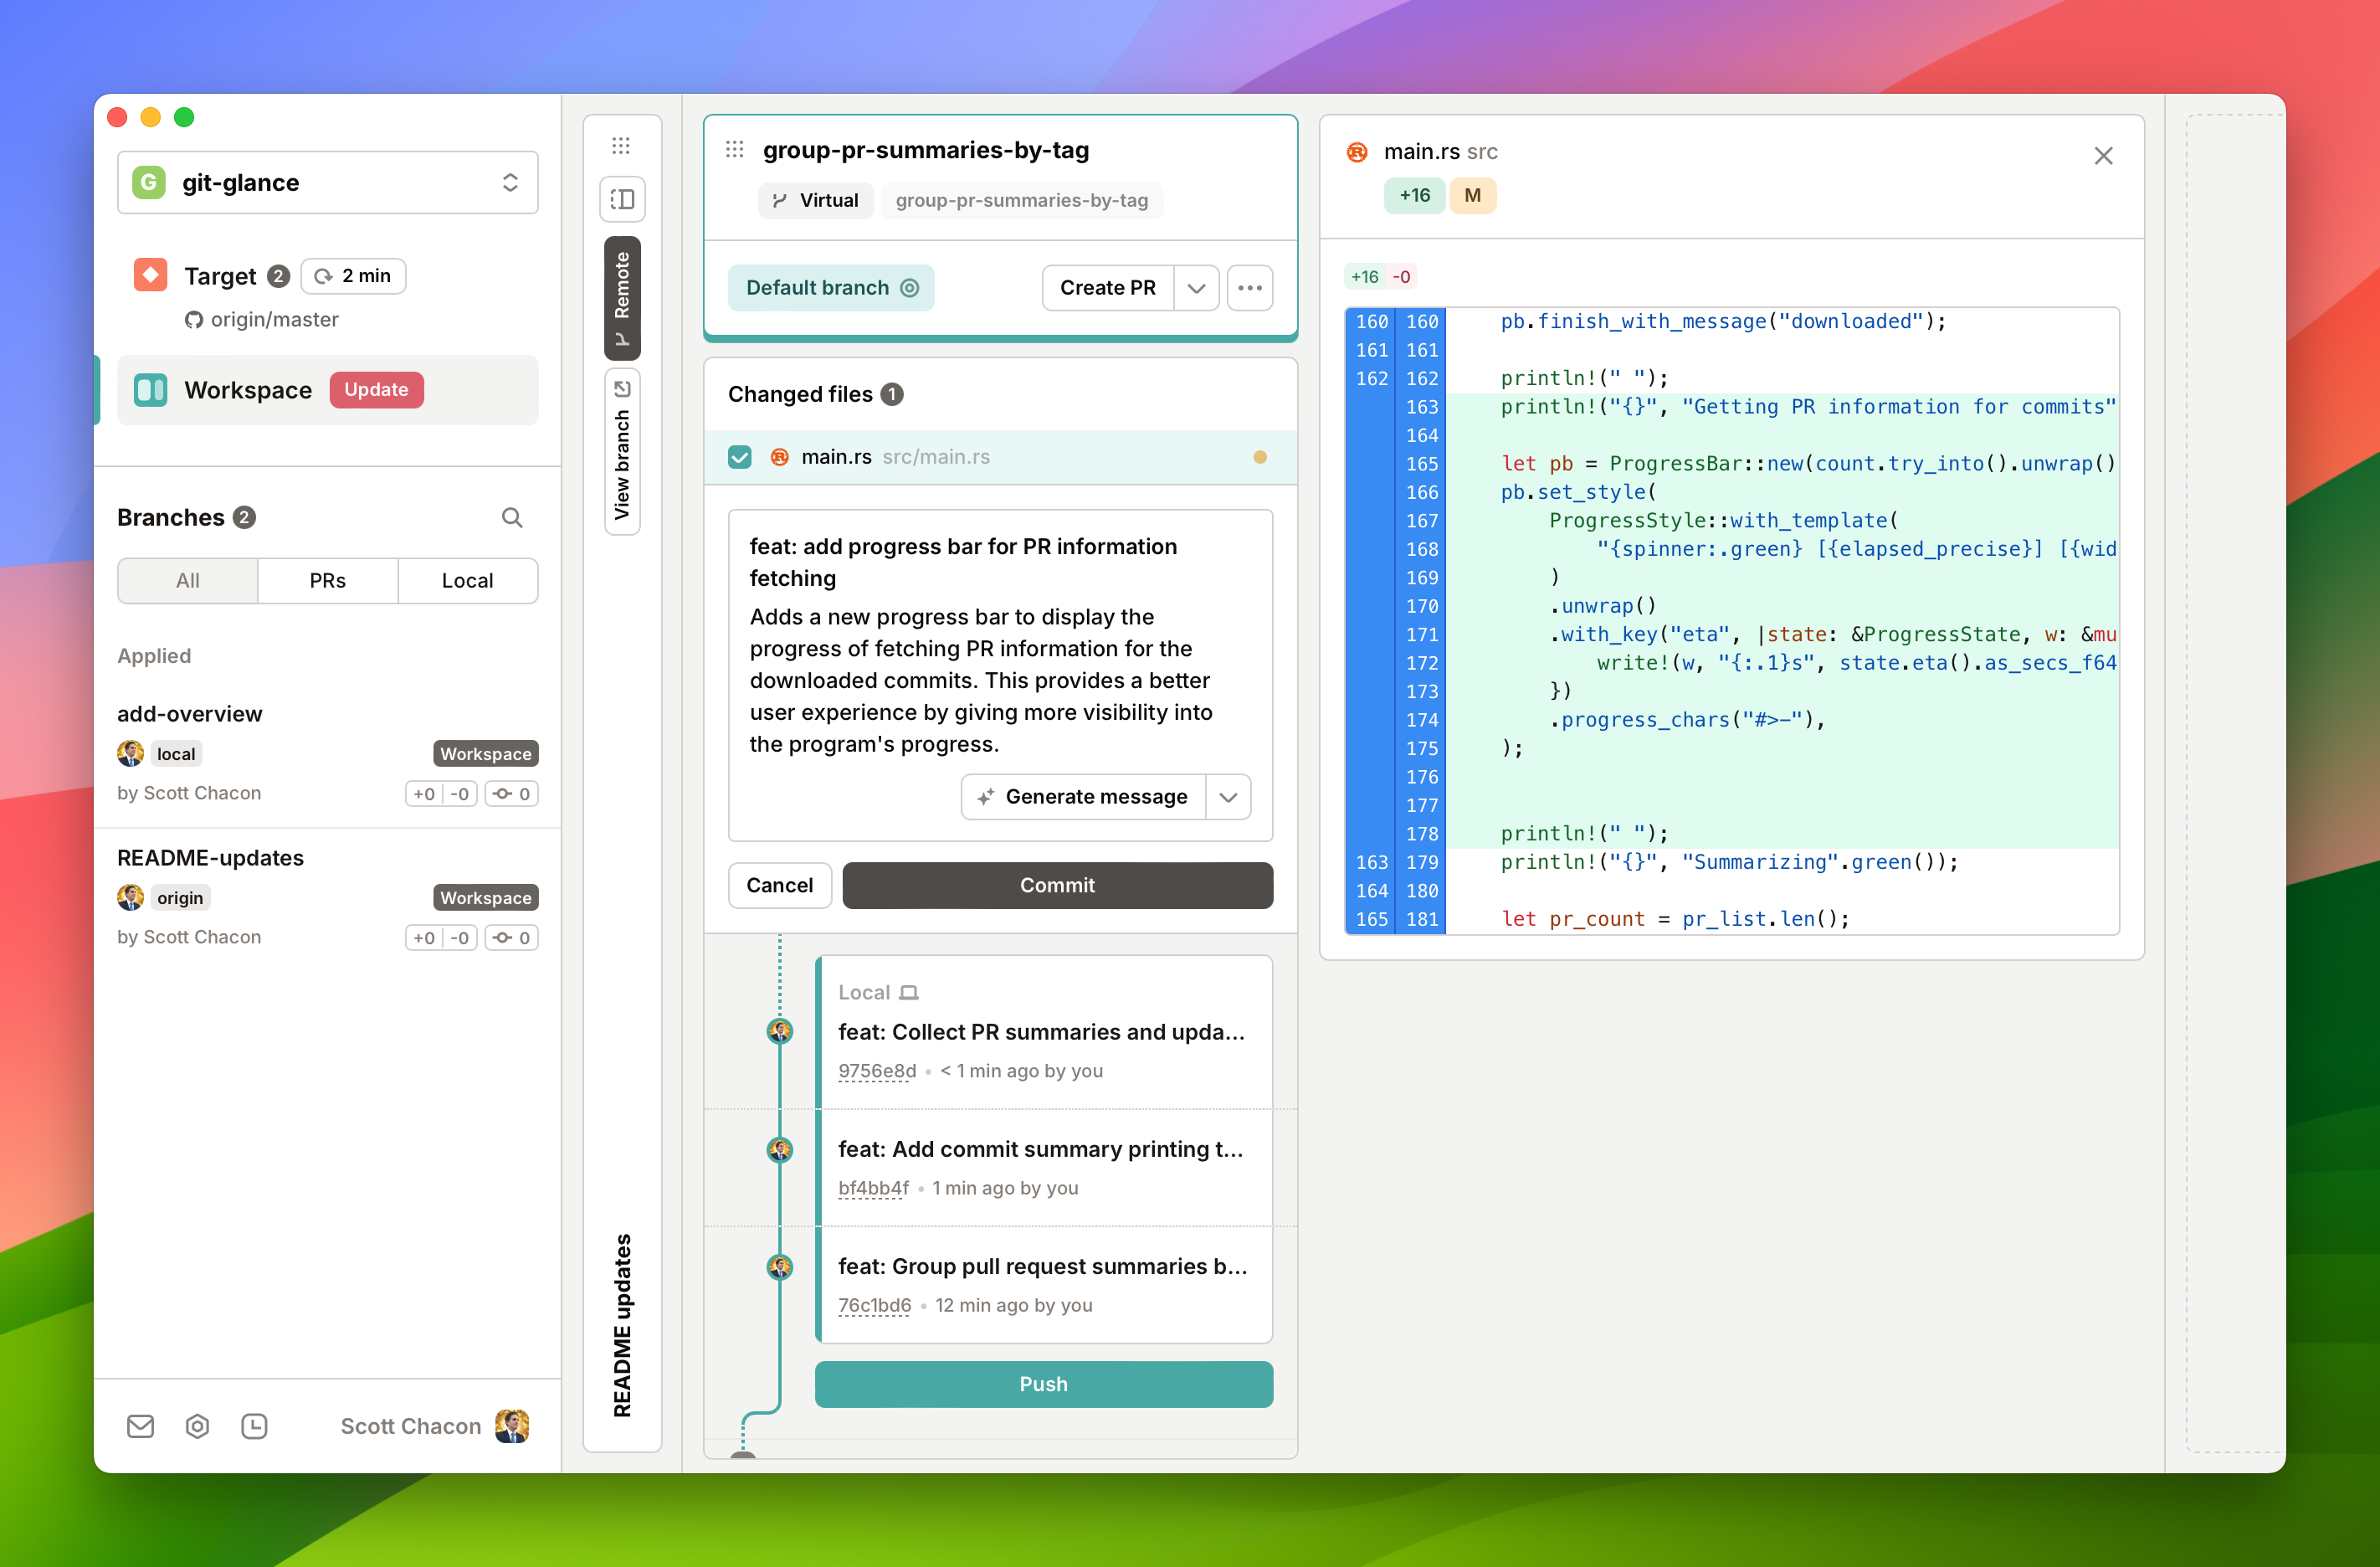 G git-glance
Target 2 2 min
origin/master
Workspace Update
Branches 2
All PRs Local
Applied
add-overview
local Workspace
by Scott Chacon +0 -0 0
README-updates
origin Workspace
by Scott Chacon +0 -0 0
Scott Chacon
Remote
View branch
README updates
group-pr-summaries-by-tag
Virtual group-pr-summaries-by-tag
Default branch Create PR
Changed files 1
main.rs src/main.rs
feat: add progress bar for PR information
fetching
Adds a new progress bar to display the
progress of fetching PR information for the
downloaded commits. This provides a better
user experience by giving more visibility into
the program's progress.
Generate message
Cancel Commit
Local
feat: Collect PR summaries and upda...
9756e8d • < 1 min ago by you
feat: Add commit summary printing t...
bf4bb4f • 1 min ago by you
feat: Group pull request summaries b...
76c1bd6 • 12 min ago by you
Push
main.rs src
+16 M
+16 -0
160 160 pb.finish_with_message("downloaded");
161 161
162 162 println!(" ");
163 println!("{}", "Getting PR information for commits"
164
165 let pb = ProgressBar::new(count.try_into().unwrap()
166 pb.set_style(
167 ProgressStyle::with_template(
168 "{spinner:.green} [{elapsed_precise}] [{wid
169 )
170 .unwrap()
171 .with_key("eta", |state: &ProgressState, w: &mu
172 write!(w, "{:.1}s", state.eta().as_secs_f64
173 })
174 .progress_chars("#>-"),
175 );
176
177
178 println!(" ");
163 179 println!("{}", "Summarizing".green());
164 180
165 181 let pr_count = pr_list.len();